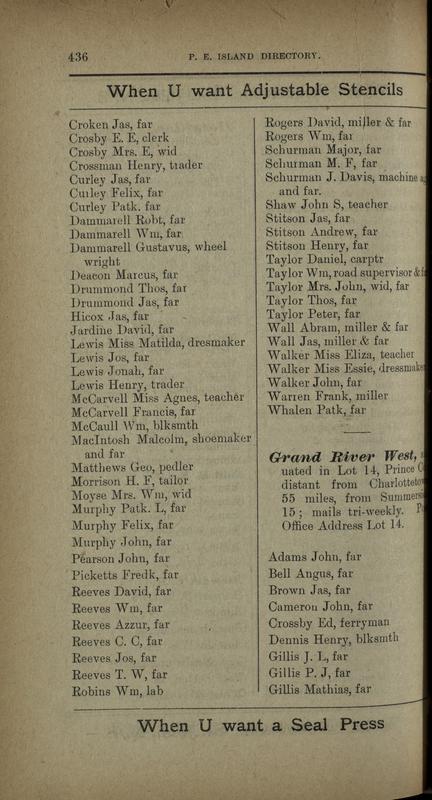 436
P. E. ISLAND DIRECTORY.
When U want Adjustable Stencils
Croken Jas, far
Crosby E. E, clerk
Crosby Mrs. E, wid
Crossman Henry, trader
Curley Jas, far
Curley Felix, far
Curley Patk. far
Dammarell Robt, far
Dammarell Wm, far
Dammarell Gustavus, wheel
wright
Deacon Marcus, far
Drummond Thos, far
Drummond Jas, far
Hicox Jas, far
Jardine David, far
Lewis Miss Matilda, dresmaker
Lewis Jos, far
Lewis Jonah, far
Lewis Henry, trader
McCarvell Miss Agnes, teacher
McCarvell Francis, far
McCaull Wm, blksmth
MacIntosh Malcolm, shoemaker
and far
Matthews Geo, pedler
Morrison H. F, tailor
Moyse Mrs. Wm, wid
Murphy Patk. L, far
Murphy Felix, far
Murphy John, far
Pearson John, far
Picketts Fredk, far
Reeves David, far
Reeves Wm, far
Reeves Azzur, far
Reeves C. C, far
Reeves Jos, far
Reeves T. W, far
Robins Wm, lab
Rogers David, miller & far
Rogers Wm, far
Schurman Major, far
Schurman M. F, far
Schurman J. Davis, machine
and far.
Shaw John S, teacher
Stitson Jas, far
Stitson Andrew, far
Stitson Henry, far
Taylor Daniel, carptr
Taylor Wm, road supervisor &
Taylor Mrs. John, wid, far
Taylor Thos, far
Taylor Peter, far
Wall Abram, miller & far
Wall Jas, miller & far
Walker Miss Eliza, teacher
Walker Miss Essie, dressmaker
Walker John, far
Warren Frank, miller
Whalen Patk, far
Grand River West,
uated in Lot 14, Prince
distant from
55 miles, from
15; mails tri-weekly.
Office Address Lot 14.
Adams John, far
Bell Angus, far
Brown Jas, far
Cameron John, far
Crossby Ed, ferryman
Dennis Henry, blksmth
Gillis J. L, far
Gillis P. J, far
Gillis Mathias, far
When U want a Seal Press